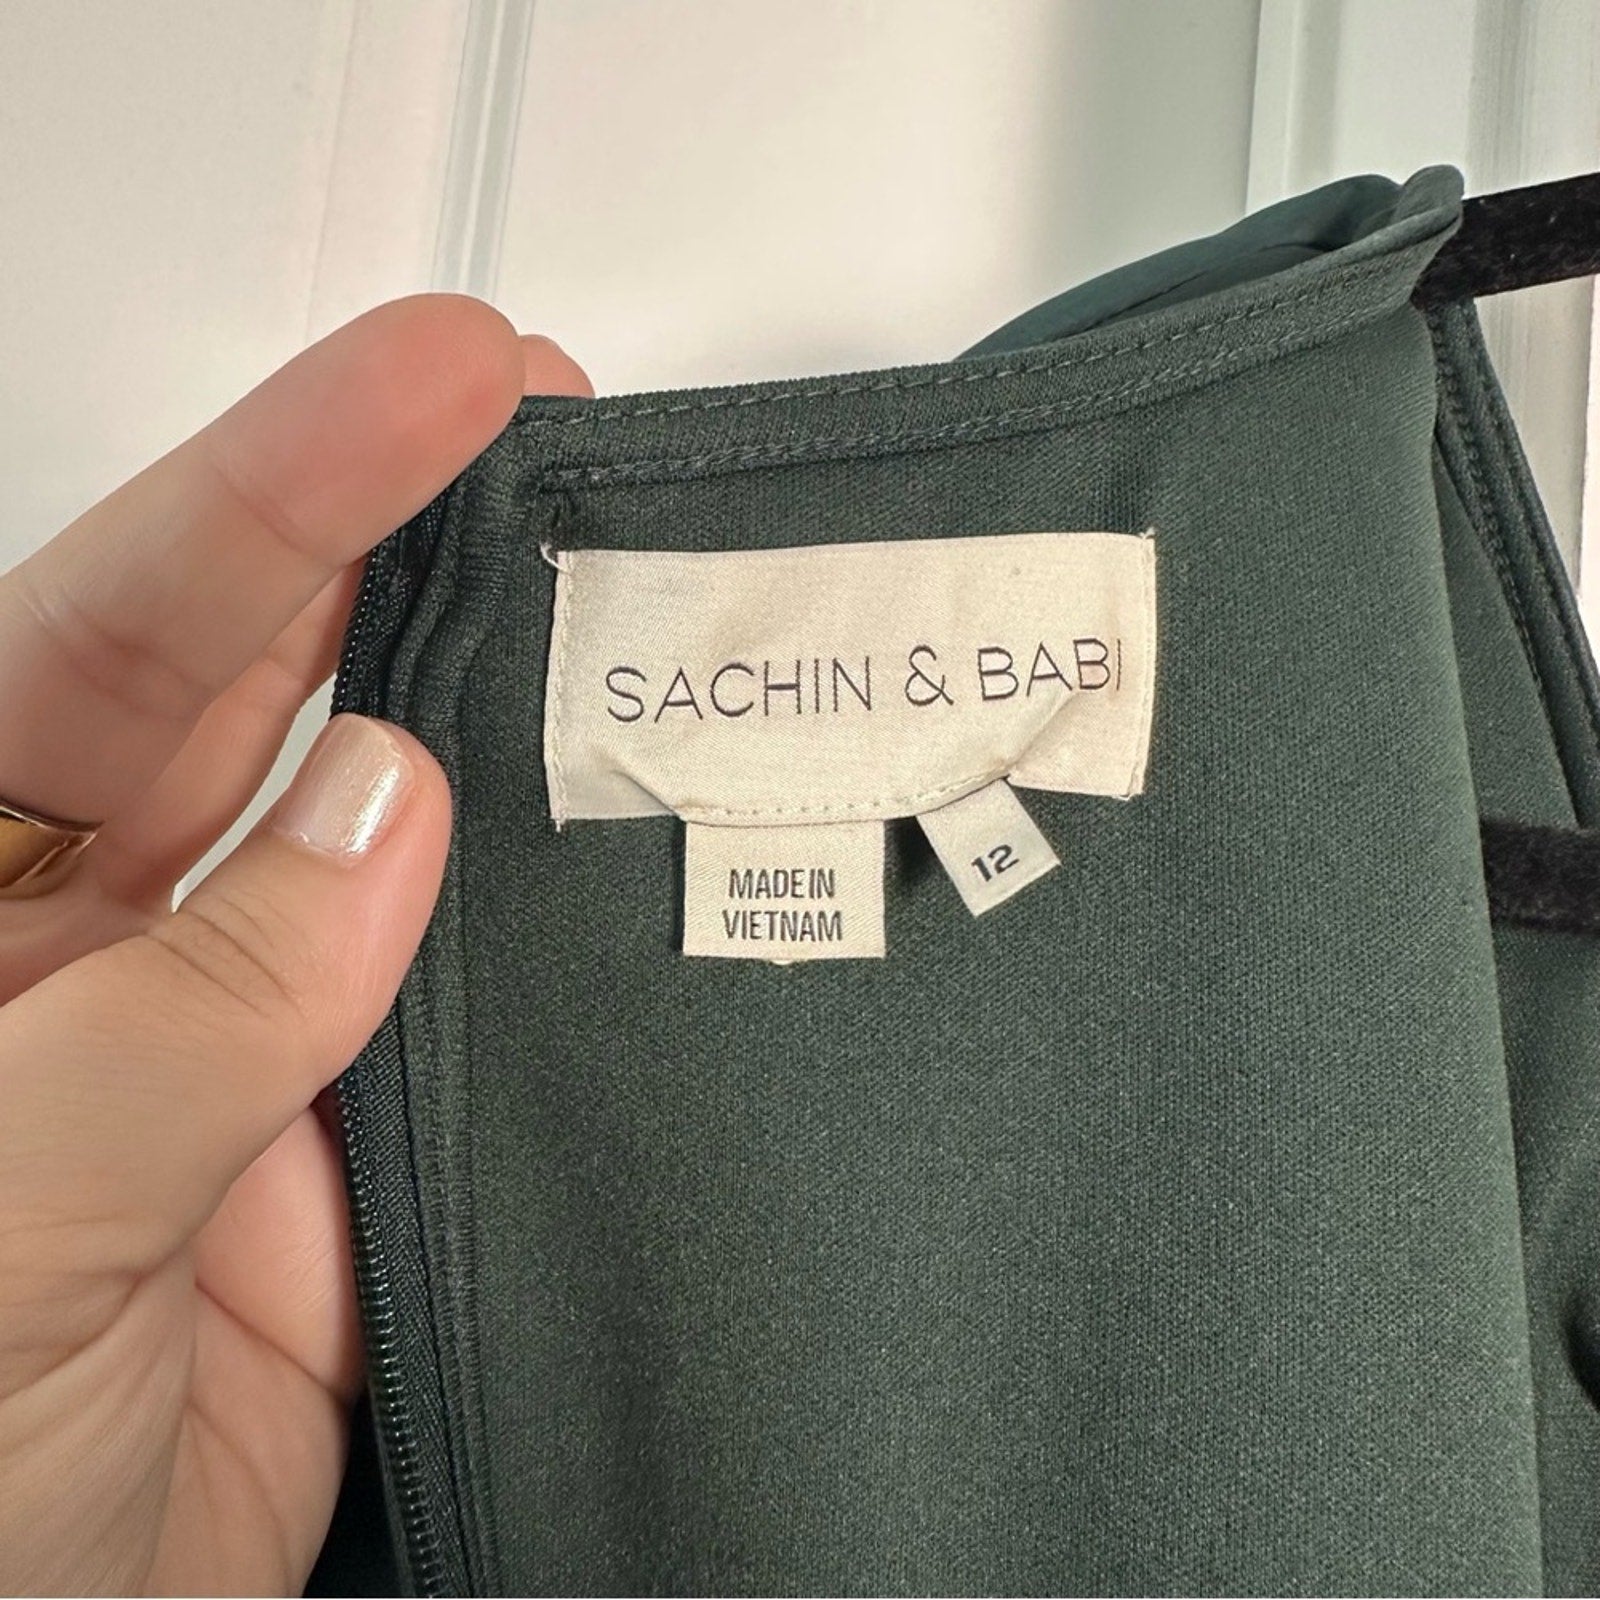 SACHIN & BABI
12
MADE IN
VIETNAM